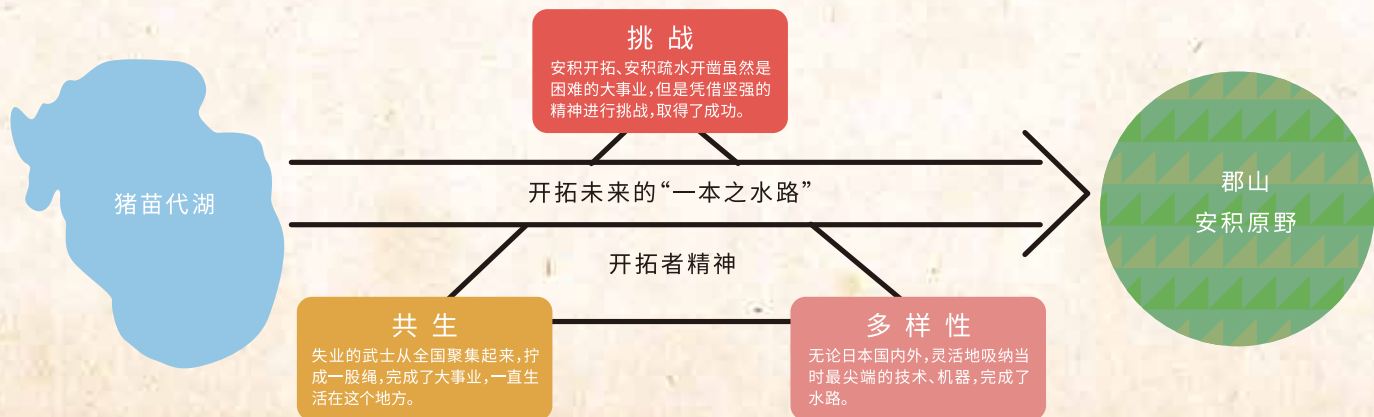 挑战
安积开拓、安积疏水开凿虽然是
困难的大事业,但是凭借坚强的
精神进行挑战,取得了成功。
猪苗代湖
开拓未来的“一本之水路”
郡山
安积原野
开拓者精神
共生
失业的武士从全国聚集起来,拧
成一股绳,完成了大事业,一直生
活在这个地方。
多样性
无论日本国内外,灵活地吸纳当
时最尖端的技术、机器,完成了
水路。